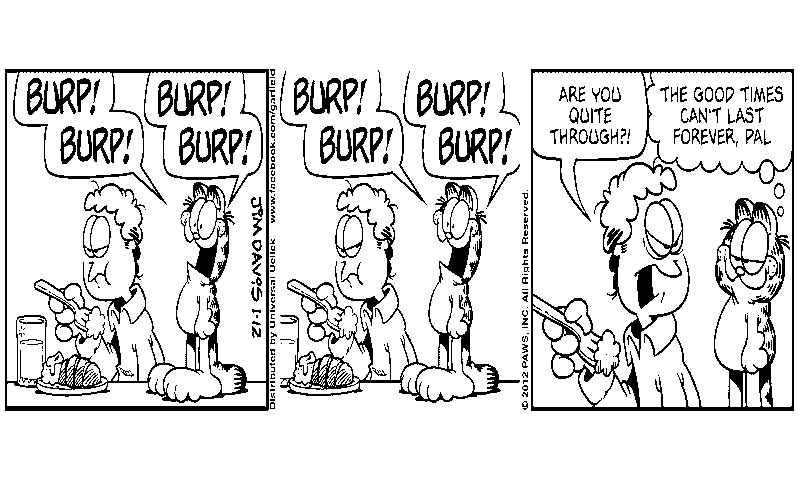 BURP!
BURP!
BURP!
BURP!
JIM DAVIS 1-12
Distributed by Universal Uclick www.facebook.com/garfield
BURP!
BURP!
BURP!
BURP!
© 2012 PAWS, INC. All Rights Reserved.
ARE YOU
QUITE
THROUGH?!
THE GOOD TIMES
CAN'T LAST
FOREVER, PAL